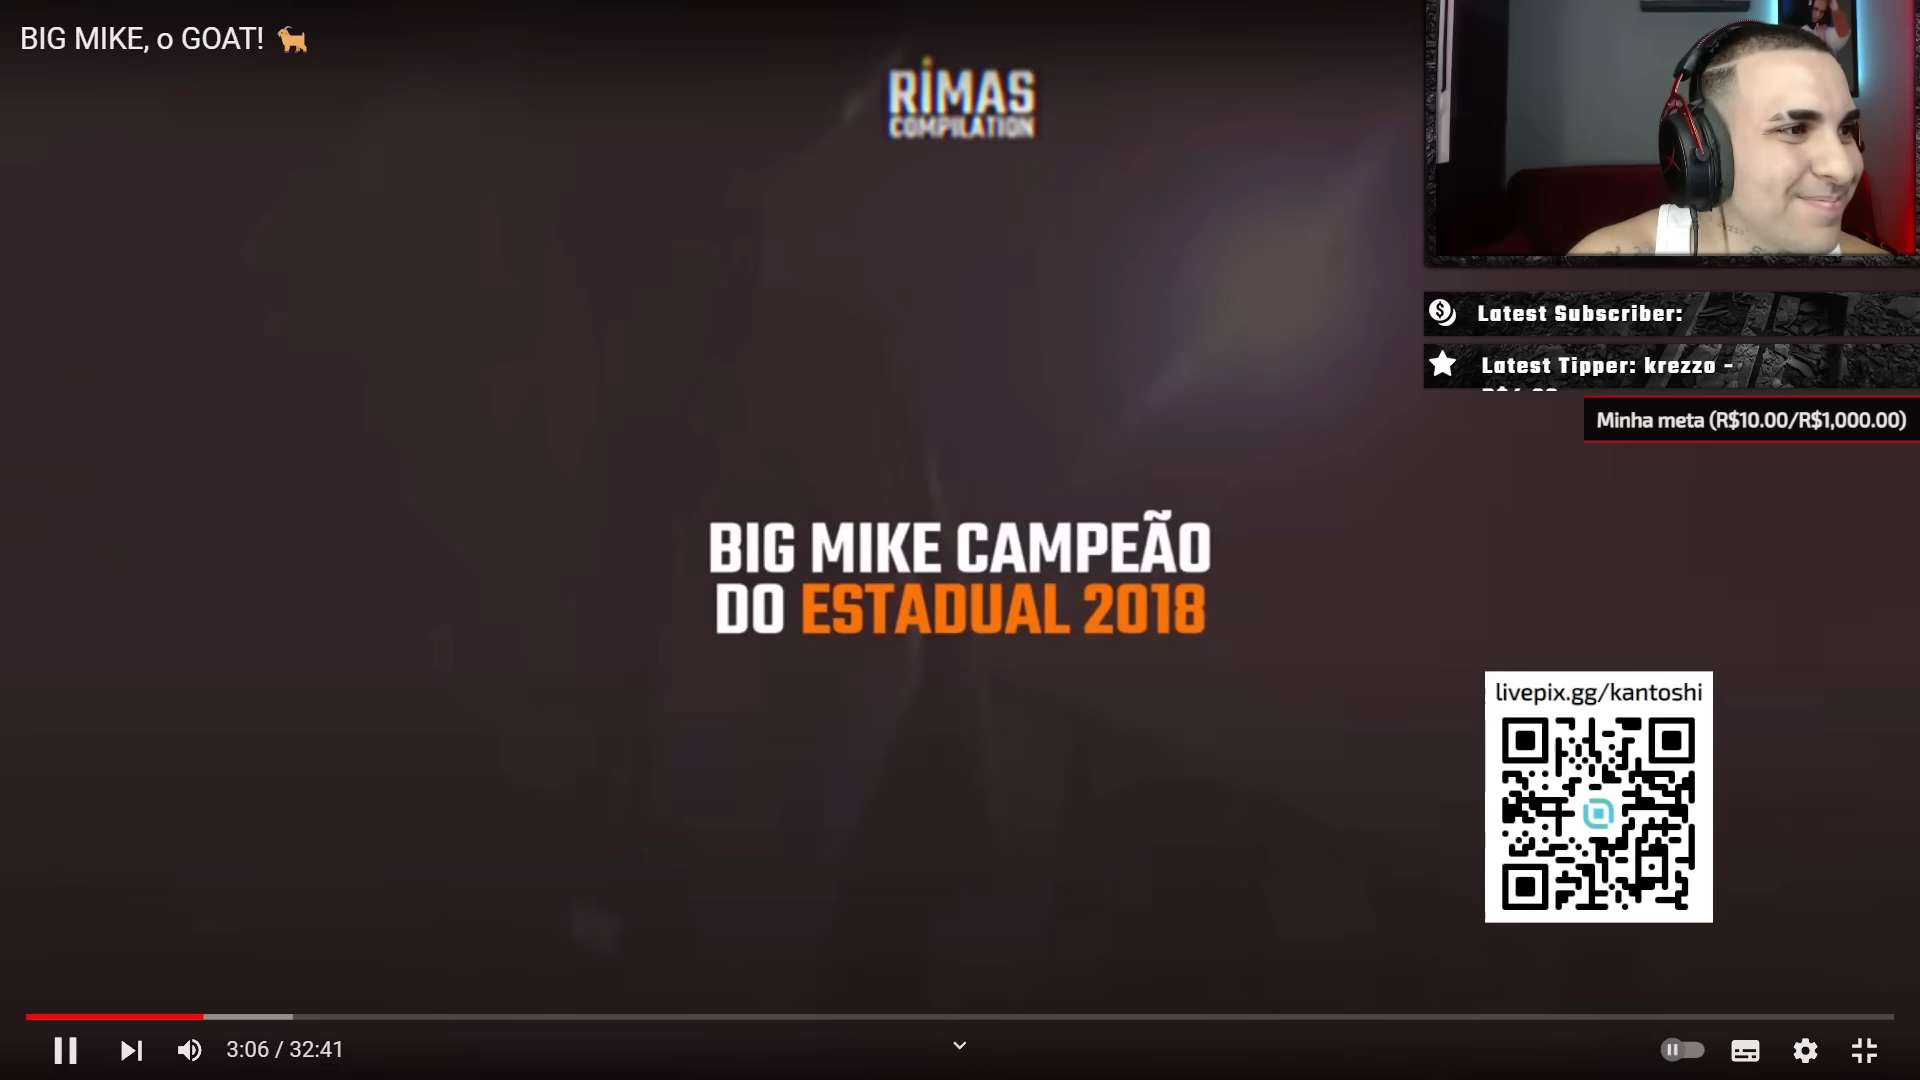 BIG MIKE, o GOAT! 🐐
RIMAS
COMPILATION
Latest Subscriber:
Latest Tipper: krezzo -
Minha meta (R$10.00/R$1,000.00)
BIG MIKE CAMPEÃO
DO ESTADUAL 2018
livepix.gg/kantoshi
3:06 / 32:41